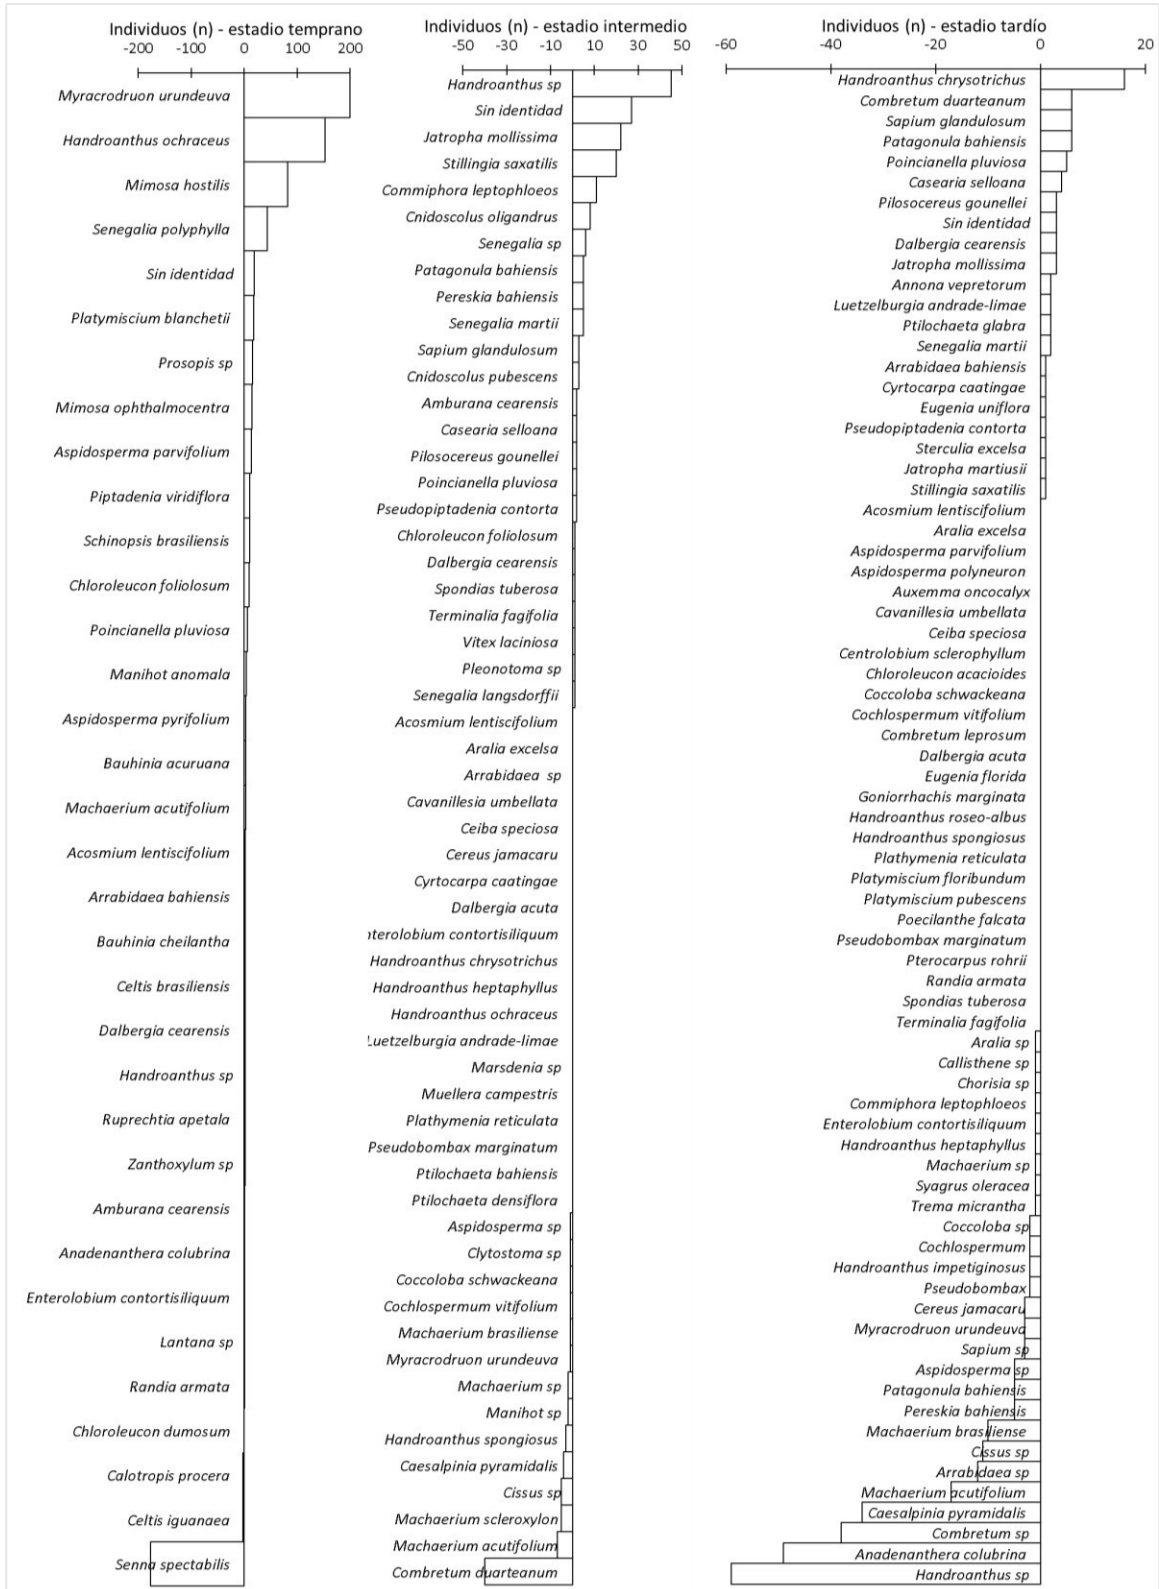 Individuos (n) - estadio temprano
-200 -100 0 100 200
Myracrodruon urundeuva
Handroanthus ochraceus
Mimosa hostilis
Senegalia polyphylla
Sin identidad
Platymiscium blanchetii
Prosopis sp
Mimosa ophthalmocentra
Aspidosperma parvifolium
Piptadenia viridiflora
Schinopsis brasiliensis
Chloroleucon foliolosum
Poincianella pluviosa
Manihot anomala
Aspidosperma pyrifolium
Bauhinia acuruana
Machaerium acutifolium
Acosmium lentiscifolium
Arrabidaea bahiensis
Bauhinia cheilantha
Celtis brasiliensis
Dalbergia cearensis
Handroanthus sp
Ruprechtia apetala
Zanthoxylum sp
Amburana cearensis
Anadenanthera colubrina
Enterolobium contortisiliquum
Lantana sp
Randia armata
Chloroleucon dumosum
Calotropis procera
Celtis iguanaea
Senna spectabilis
Individuos (n) - estadio intermedio
-50 -30 -10 10 30 50
Handroanthus sp
Sin identidad
Jatropha mollissima
Stillingia saxatilis
Commiphora leptophloeos
Cnidoscolus oligandrus
Senegalia sp
Patagonula bahiensis
Pereskia bahiensis
Senegalia martii
Sapium glandulosum
Cnidoscolus pubescens
Amburana cearensis
Casearia selloana
Pilosocereus gounellei
Poincianella pluviosa
Pseudopiptadenia contorta
Chloroleucon foliolosum
Dalbergia cearensis
Spondias tuberosa
Terminalia fagifolia
Vitex laciniosa
Pleonotoma sp
Senegalia langsdorffii
Acosmium lentiscifolium
Aralia excelsa
Arrabidaea sp
Cavanillesia umbellata
Ceiba speciosa
Cereus jamacaru
Cyrtocarpa caatingae
Dalbergia acuta
nterolobium contortisiliquum
Handroanthus chrysotrichus
Handroanthus heptaphyllus
Handroanthus ochraceus
Luetzelburgia andrade-limae
Marsdenia sp
Muellera campestris
Plathymenia reticulata
Pseudobombax marginatum
Ptilochaeta bahiensis
Ptilochaeta densiflora
Aspidosperma sp
Clytostoma sp
Coccoloba schwackeana
Cochlospermum vitifolium
Machaerium brasiliense
Myracrodruon urundeuva
Machaerium sp
Manihot sp
Handroanthus spongiosus
Caesalpinia pyramidalis
Cissus sp
Machaerium scleroxylon
Machaerium acutifolium
Combretum duarteanum
Individuos (n) - estadio tardío
-60 -40 -20 0 20
Handroanthus chrysotrichus
Combretum duarteanum
Sapium glandulosum
Patagonula bahiensis
Poincianella pluviosa
Casearia selloana
Pilosocereus gounellei
Sin identidad
Dalbergia cearensis
Jatropha mollissima
Annona vepretorum
Luetzelburgia andrade-limae
Ptilochaeta glabra
Senegalia martii
Arrabidaea bahiensis
Cyrtocarpa caatingae
Eugenia uniflora
Pseudopiptadenia contorta
Sterculia excelsa
Jatropha martiusii
Stillingia saxatilis
Acosmium lentiscifolium
Aralia excelsa
Aspidosperma parvifolium
Aspidosperma polyneuron
Auxemma oncocalyx
Cavanillesia umbellata
Ceiba speciosa
Centrolobium sclerophyllum
Chloroleucon acacioides
Coccoloba schwackeana
Cochlospermum vitifolium
Combretum leprosum
Dalbergia acuta
Eugenia florida
Goniorrhachis marginata
Handroanthus roseo-albus
Handroanthus spongiosus
Plathymenia reticulata
Platymiscium floribundum
Platymiscium pubescens
Poecilanthe falcata
Pseudobombax marginatum
Pterocarpus rohrii
Randia armata
Spondias tuberosa
Terminalia fagifolia
Aralia sp
Callisthene sp
Chorisia sp
Commiphora leptophloeos
Enterolobium contortisiliquum
Handroanthus heptaphyllus
Machaerium sp
Syagrus oleracea
Trema micrantha
Coccoloba sp
Cochlospermum
Handroanthus impetiginosus
Pseudobombax
Cereus jamacaru
Myracrodruon urundeuva
Sapium sp
Aspidosperma sp
Patagonula bahiensis
Pereskia bahiensis
Machaerium brasiliense
Cissus sp
Arrabidaea sp
Machaerium acutifolium
Caesalpinia pyramidalis
Combretum sp
Anadenanthera colubrina
Handroanthus sp